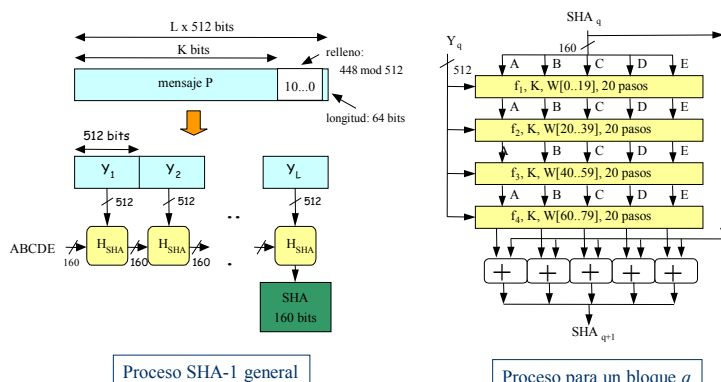 L x 512 bits
K bits
relleno:
448 mod 512
mensaje P
10...0
longitud: 64 bits
512 bits
Y1
Y2
YL
512
512
512
ABCDE
HSHA
HSHA
HSHA
160
160
160
160
SHA
160 bits
Proceso SHA-1 general
SHA q
Yq
160
512
A B C D E
f1, K, W[0..19], 20 pasos
A B C D E
f2, K, W[20..39], 20 pasos
A B C D E
f3, K, W[40..59], 20 pasos
A B C D E
f4, K, W[60..79], 20 pasos
+ + + + +
SHA q+1
Proceso para un bloque q